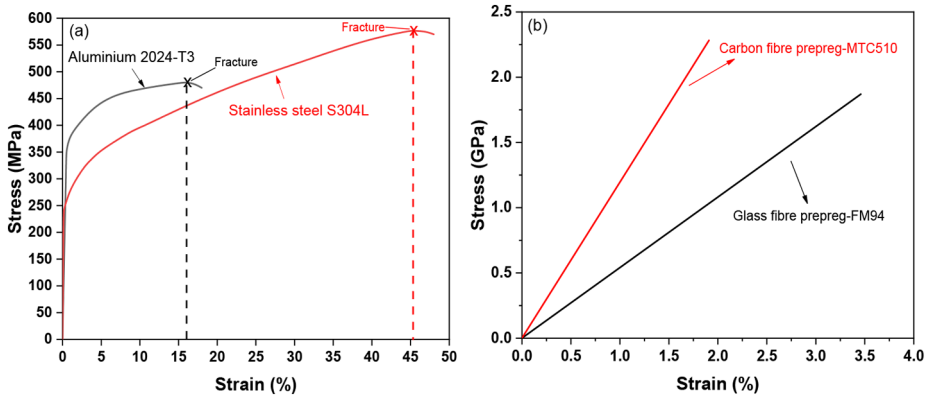 (a)
Fracture
Aluminium 2024-T3
Fracture
Stainless steel S304L
X
X
600
550
500
450
400
350
300
250
200
150
100
50
0
Stress (MPa)
0
5
10
15
20
25
30
35
40
45
50
Strain (%)
(b)
Carbon fibre prepreg-MTC510
Glass fibre prepreg-FM94
2.5
2.0
1.5
1.0
0.5
0.0
Stress (GPa)
0.0
0.5
1.0
1.5
2.0
2.5
3.0
3.5
4.0
Strain (%)